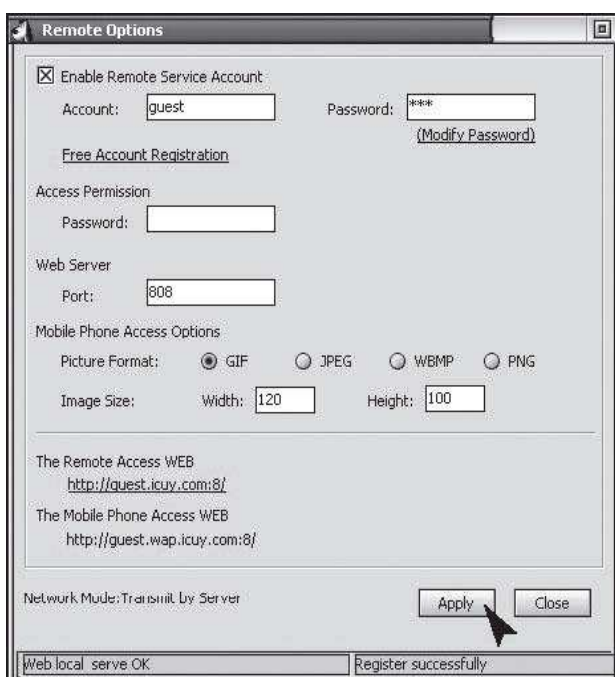 Remote Options
Enable Remote Service Account
Account: guest Password: ***
(Modify Password)
Free Account Registration
Access Permission
Password:
Web Server
Port: 808
Mobile Phone Access Options
Picture Format: GIF JPEG WBMP PNG
Image Size: Width: 120 Height: 100
The Remote Access WEB
http://guest.icuy.com:8/
The Mobile Phone Access WEB
http://guest.wap.icuy.com:8/
Network Mode:Transmit by Server
Apply Close
Web local serve OK Register successfully